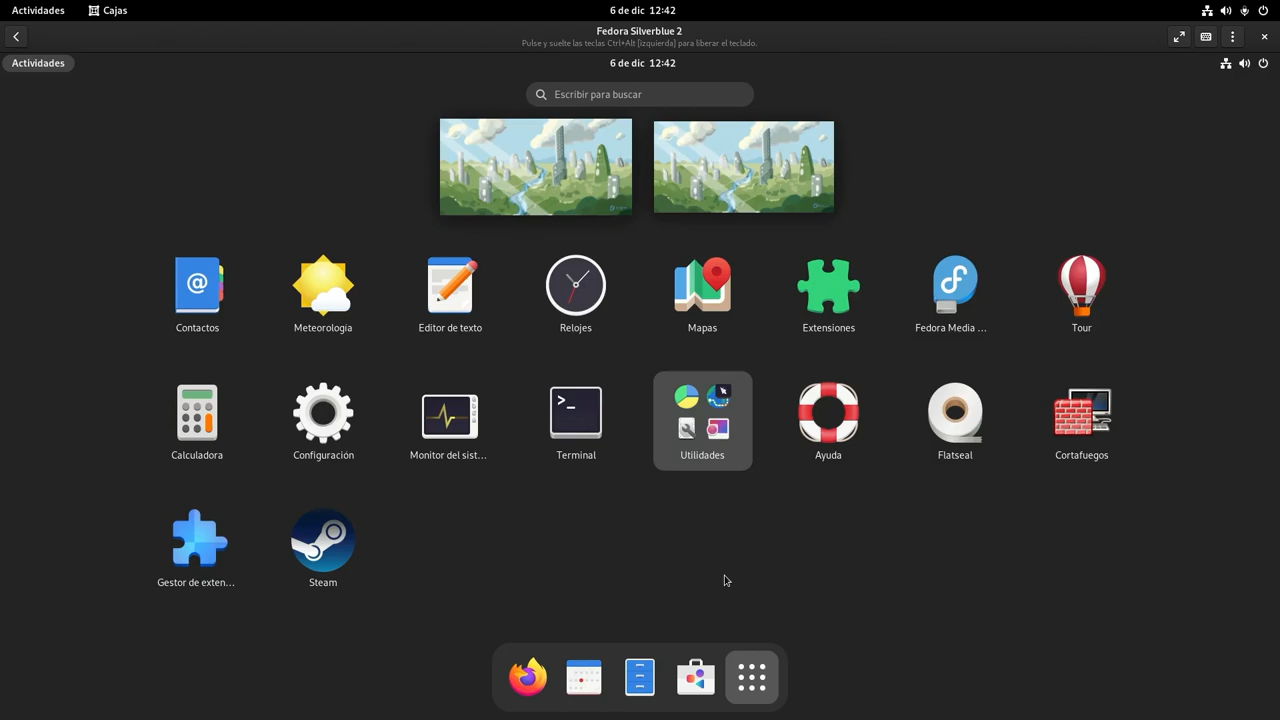 Actividades Cajas 6 de dic 12:42
Fedora Silverblue 2
Pulse y suelte las teclas Ctrl+Alt [izquierda] para liberar el teclado.
Actividades 6 de dic 12:42
Escribir para buscar
Contactos Meteorología Editor de texto Relojes Mapas Extensiones Fedora Media ... Tour
Calculadora Configuración Monitor del sist... Terminal Utilidades Ayuda Flatseal Cortafuegos
Gestor de exten... Steam